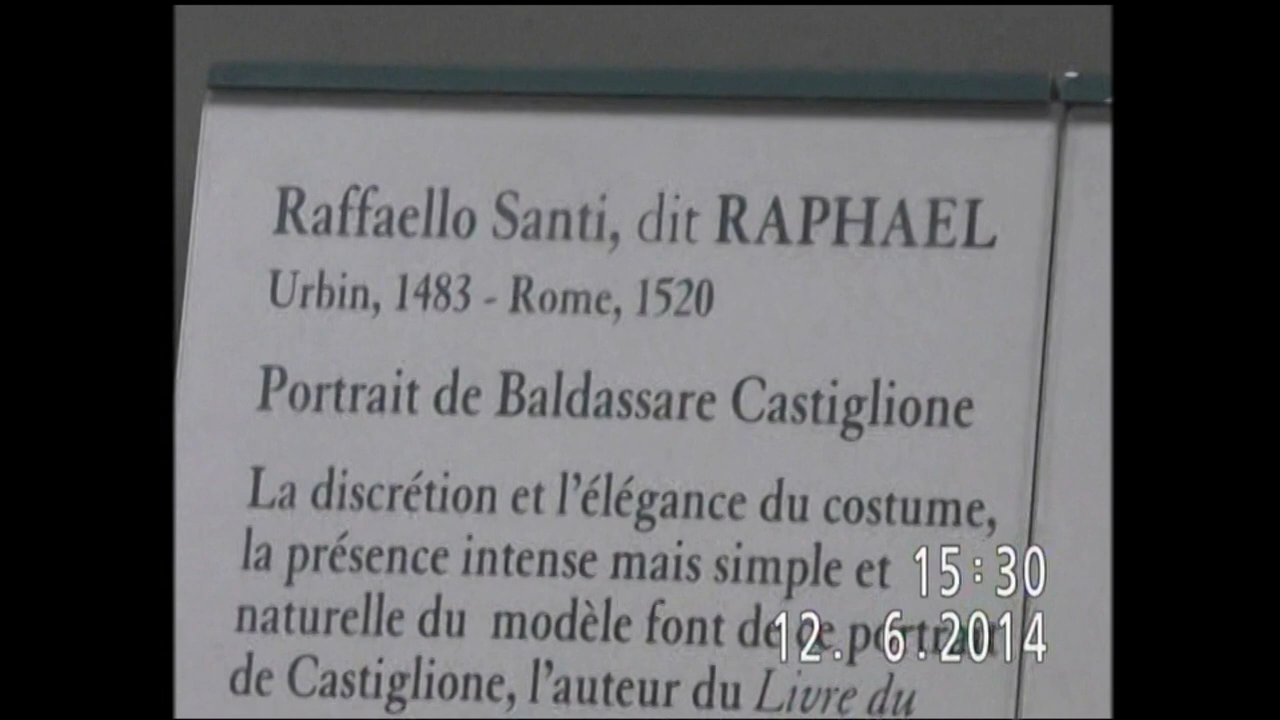 Raffaello Santi, dit RAPHAEL
Urbin, 1483 - Rome, 1520
Portrait de Baldassare Castiglione
La discrétion et l'élégance du costume,
la présence intense mais simple et
naturelle du modèle font de ce portrait
de Castiglione, l'auteur du Livre du
15:30
12. 6.2014